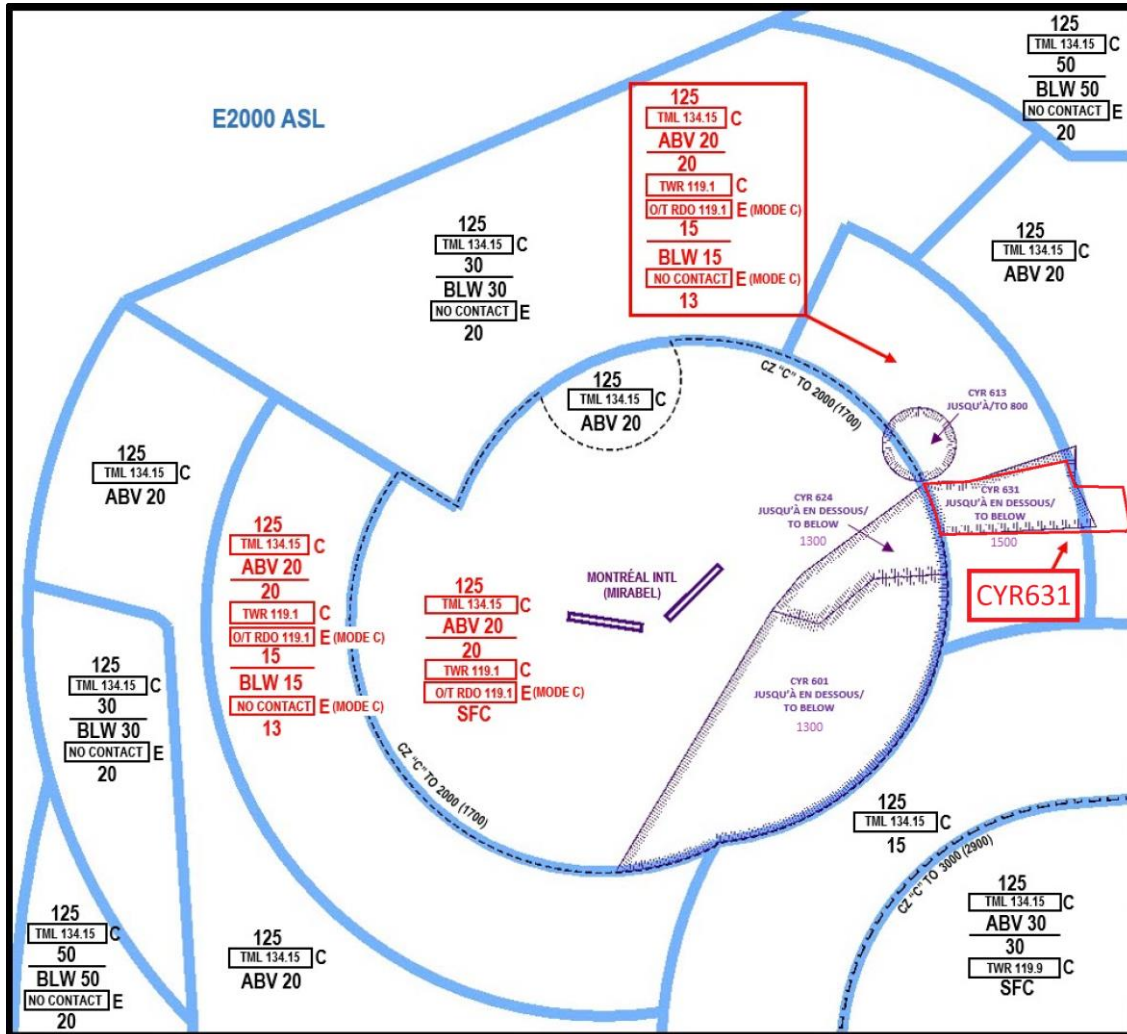 125
TML 134.15 C
50
BLW 50
NO CONTACT E
20
E2000 ASL
125
TML 134.15 C
ABV 20
20
TWR 119.1 C
O/T RDO 119.1 E (MODE C)
15
BLW 15
NO CONTACT E (MODE C)
13
125
TML 134.15 C
30
BLW 30
NO CONTACT E
20
125
TML 134.15 C
ABV 20
CZ "C" TO 2000 (1700)
125
TML 134.15 C
ABV 20
CYR 613
JUSQU'À/TO 800
125
TML 134.15 C
ABV 20
CYR 624
JUSQU'À EN DESSOUS/
TO BELOW
1300
CYR 631
JUSQU'À EN DESSOUS/
TO BELOW
1500
CYR631
125
TML 134.15 C
ABV 20
20
TWR 119.1 C
O/T RDO 119.1 E (MODE C)
15
BLW 15
NO CONTACT E (MODE C)
13
125
TML 134.15 C
ABV 20
20
TWR 119.1 C
O/T RDO 119.1 E (MODE C)
SFC
MONTRÉAL INTL
(MIRABEL)
125
TML 134.15 C
30
BLW 30
NO CONTACT E
20
CYR 601
JUSQU'À EN DESSOUS/
TO BELOW
1300
CZ "C" TO 2000 (1700)
125
TML 134.15 C
15
CZ "C" TO 3000 (2900)
125
TML 134.15 C
50
BLW 50
NO CONTACT E
20
125
TML 134.15 C
ABV 20
125
TML 134.15 C
ABV 30
30
TWR 119.9 C
SFC